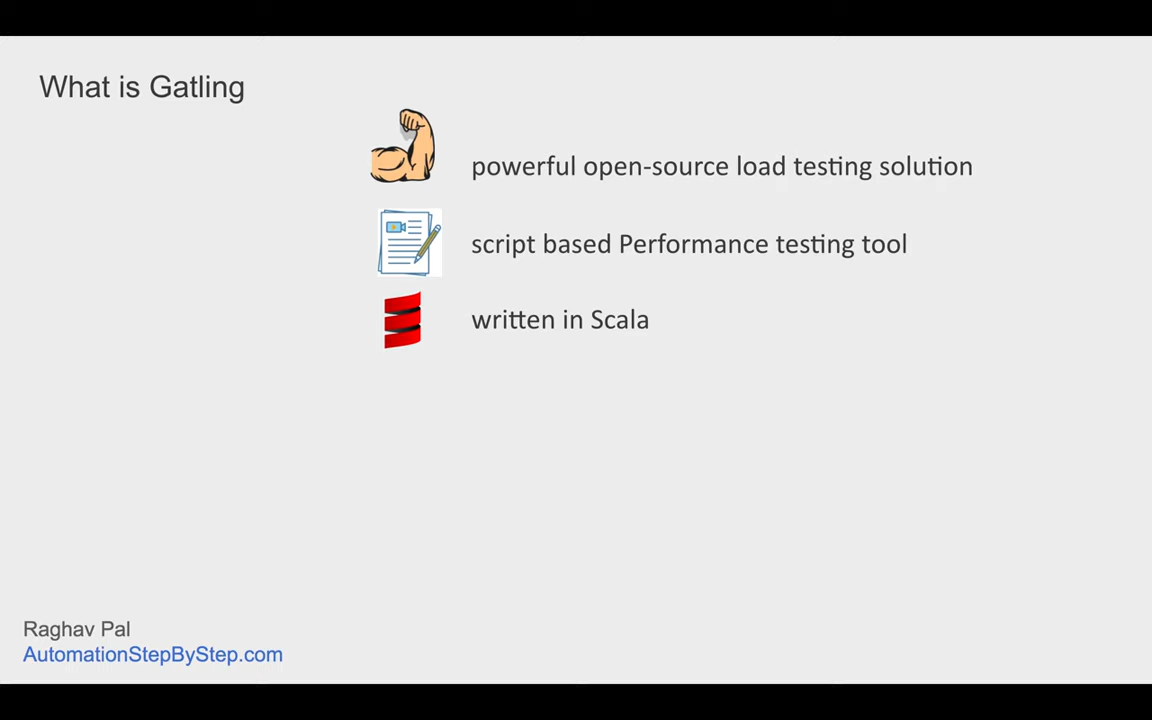 What is Gatling
powerful open-source load testing solution
script based Performance testing tool
written in Scala
Raghav Pal
AutomationStepByStep.com